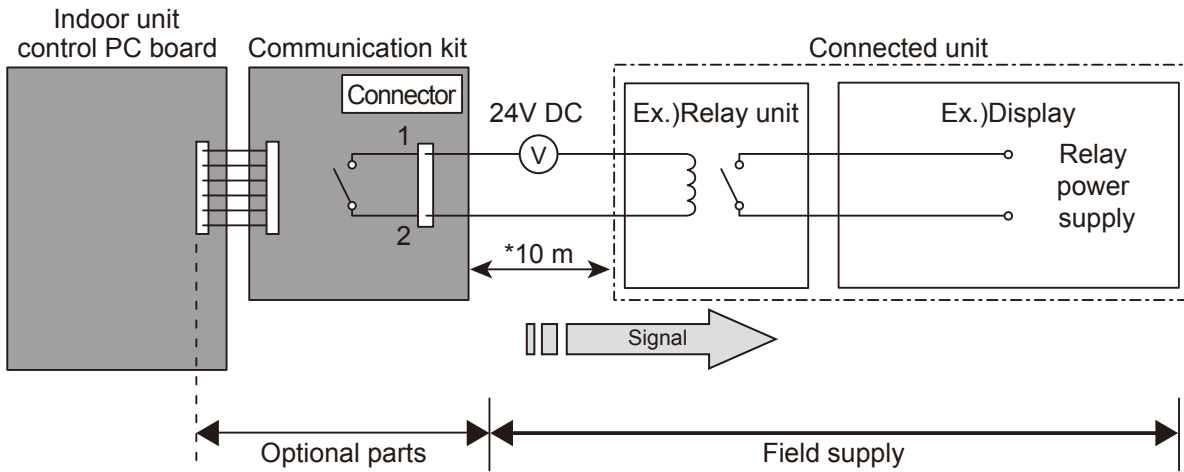 Indoor unit
control PC board
Communication kit
Connected unit
Connector
24V DC
Ex.)Relay unit
Ex.)Display
1
V
Relay
power
supply
2
*10 m
Signal
Optional parts
Field supply